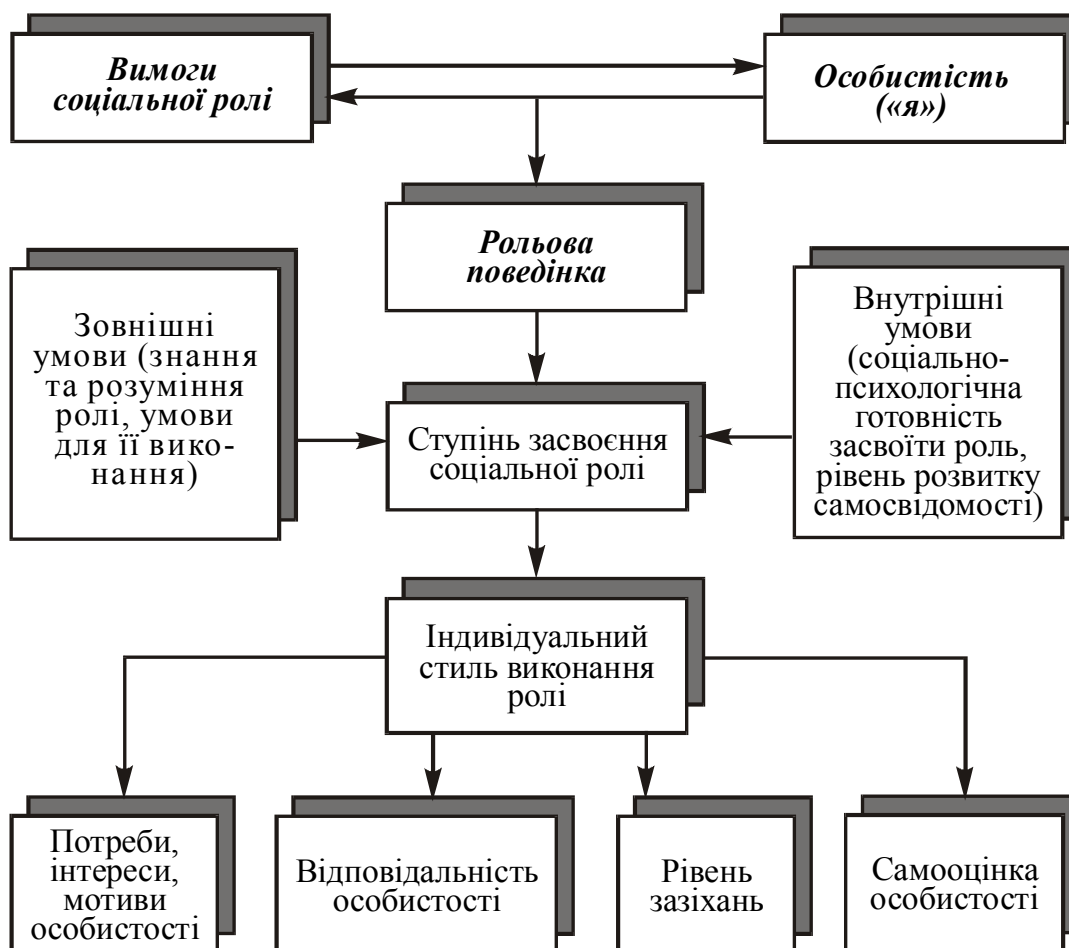 Вимоги
соціальної ролі
Особистість
(«я»)
Рольова
поведінка
Зовнішні
умови (знання
та розуміння
ролі, умови
для її вико-
нання)
Ступінь засвоєння
соціальної ролі
Внутрішні
умови
(соціально-
психологічна
готовність
засвоїти роль,
рівень розвитку
самосвідомості)
Індивідуальний
стиль виконання
ролі
Потреби,
інтереси,
мотиви
особистості
Відповідальність
особистості
Рівень
зазіхань
Самооцінка
особистості